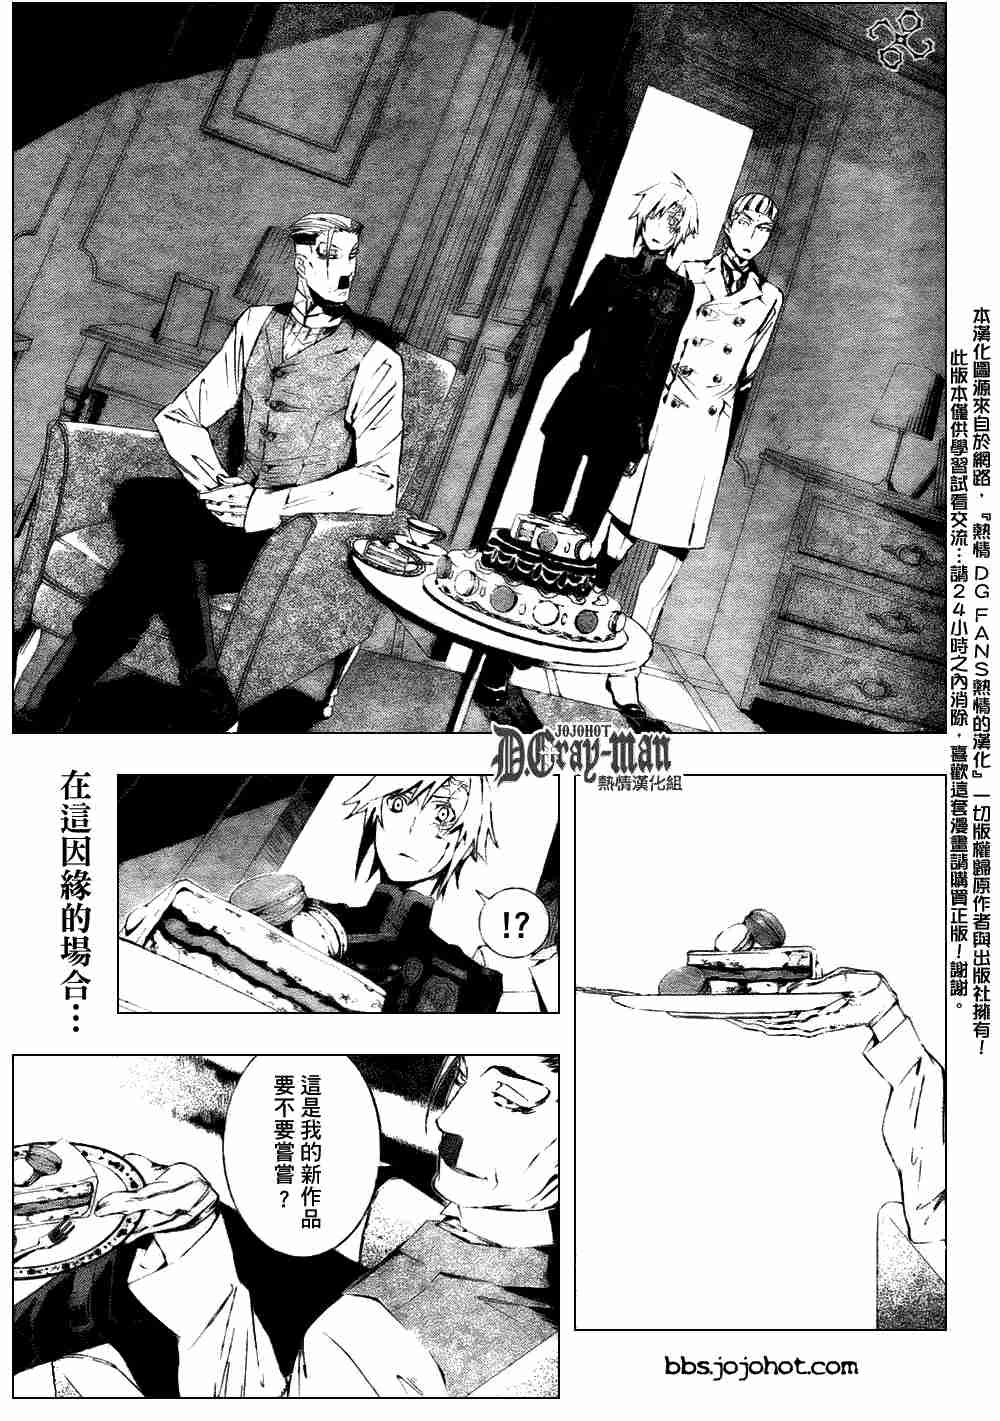 本漢化圖源來自於網路，『熱情DG FANS熱情的漢化』一切版權歸原作者與出版社擁有！
此版本僅供學習試看交流…請24小時之內消除，喜歡這套漫畫請購買正版！謝謝。
JOJOHOT
D.Gray-man
熱情漢化組
!?
在這因緣的場合…
這是我的新作品
要不要嘗嘗？
bbs.jojohot.com